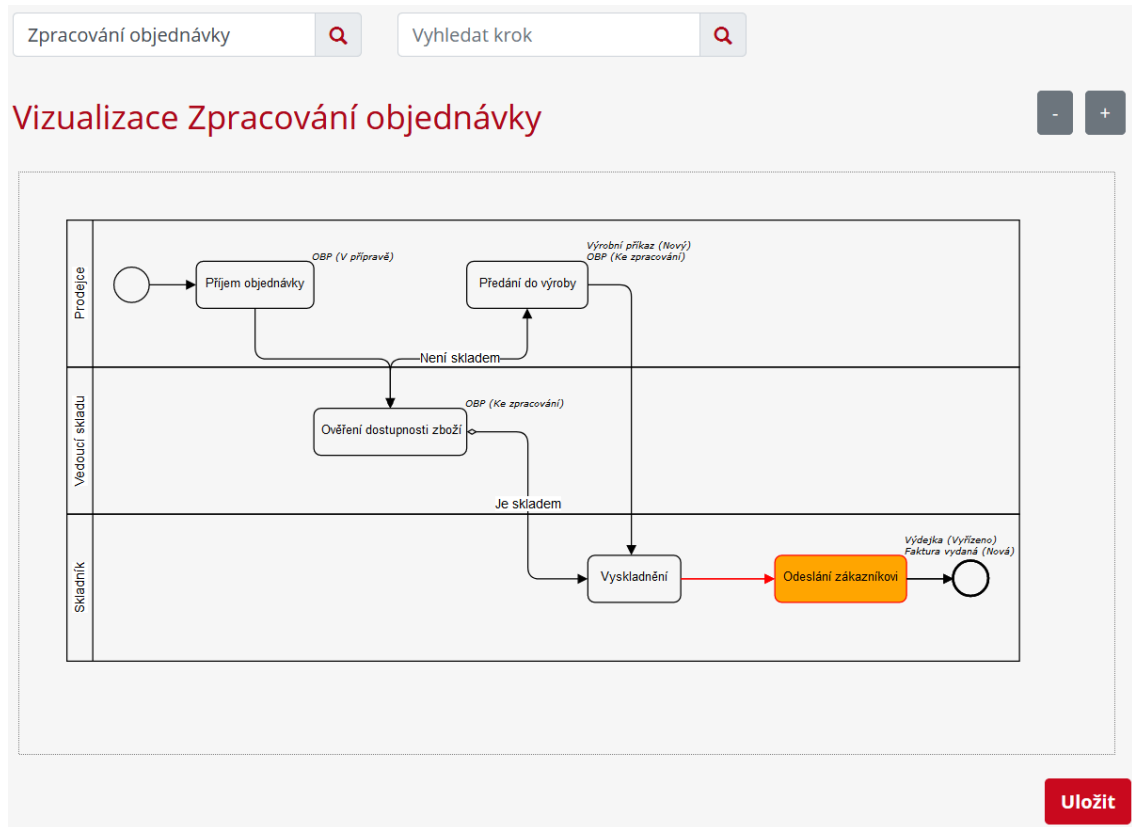 Zpracování objednávky
Vyhledat krok
Vizualizace Zpracování objednávky
-
+
Prodejce
Příjem objednávky
OBP (V přípravě)
Předání do výroby
Výrobní příkaz (Nový)
OBP (Ke zpracování)
Není skladem
Vedoucí skladu
Ověření dostupnosti zboží
OBP (Ke zpracování)
Je skladem
Skladník
Vyskladnění
Odeslání zákazníkovi
Výdejka (Vyřízeno)
Faktura vydaná (Nová)
Uložit